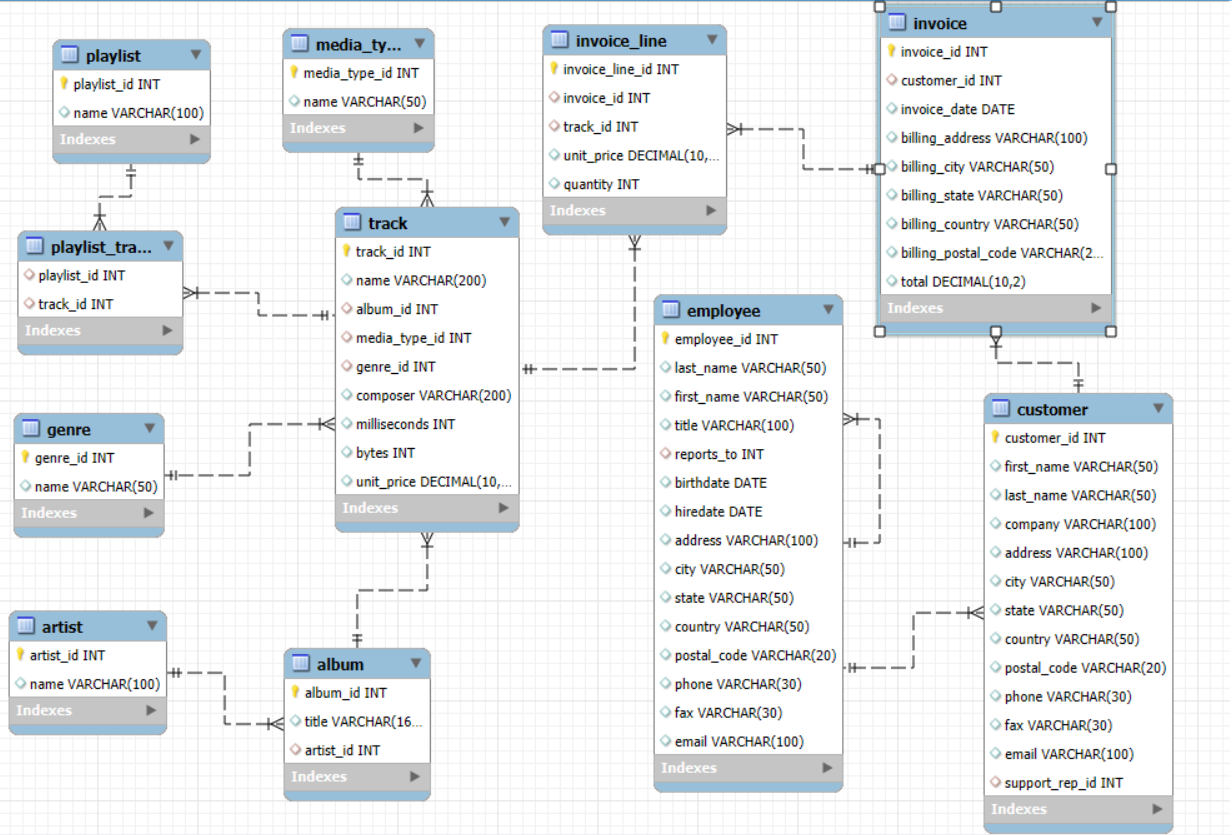 playlist
playlist_id INT
name VARCHAR(100)
Indexes
media_ty...
media_type_id INT
name VARCHAR(50)
Indexes
invoice_line
invoice_line_id INT
invoice_id INT
track_id INT
unit_price DECIMAL(10,...
quantity INT
Indexes
invoice
invoice_id INT
customer_id INT
invoice_date DATE
billing_address VARCHAR(100)
billing_city VARCHAR(50)
billing_state VARCHAR(50)
billing_country VARCHAR(50)
billing_postal_code VARCHAR(2...
total DECIMAL(10,2)
Indexes
playlist_tra...
playlist_id INT
track_id INT
Indexes
track
track_id INT
name VARCHAR(200)
album_id INT
media_type_id INT
genre_id INT
composer VARCHAR(200)
milliseconds INT
bytes INT
unit_price DECIMAL(10,...
Indexes
employee
employee_id INT
last_name VARCHAR(50)
first_name VARCHAR(50)
title VARCHAR(100)
reports_to INT
birthdate DATE
hiredate DATE
address VARCHAR(100)
city VARCHAR(50)
state VARCHAR(50)
country VARCHAR(50)
postal_code VARCHAR(20)
phone VARCHAR(30)
fax VARCHAR(30)
email VARCHAR(100)
Indexes
customer
customer_id INT
first_name VARCHAR(50)
last_name VARCHAR(50)
company VARCHAR(100)
address VARCHAR(100)
city VARCHAR(50)
state VARCHAR(50)
country VARCHAR(50)
postal_code VARCHAR(20)
phone VARCHAR(30)
fax VARCHAR(30)
email VARCHAR(100)
support_rep_id INT
Indexes
genre
genre_id INT
name VARCHAR(50)
Indexes
artist
artist_id INT
name VARCHAR(100)
Indexes
album
album_id INT
title VARCHAR(16...
artist_id INT
Indexes